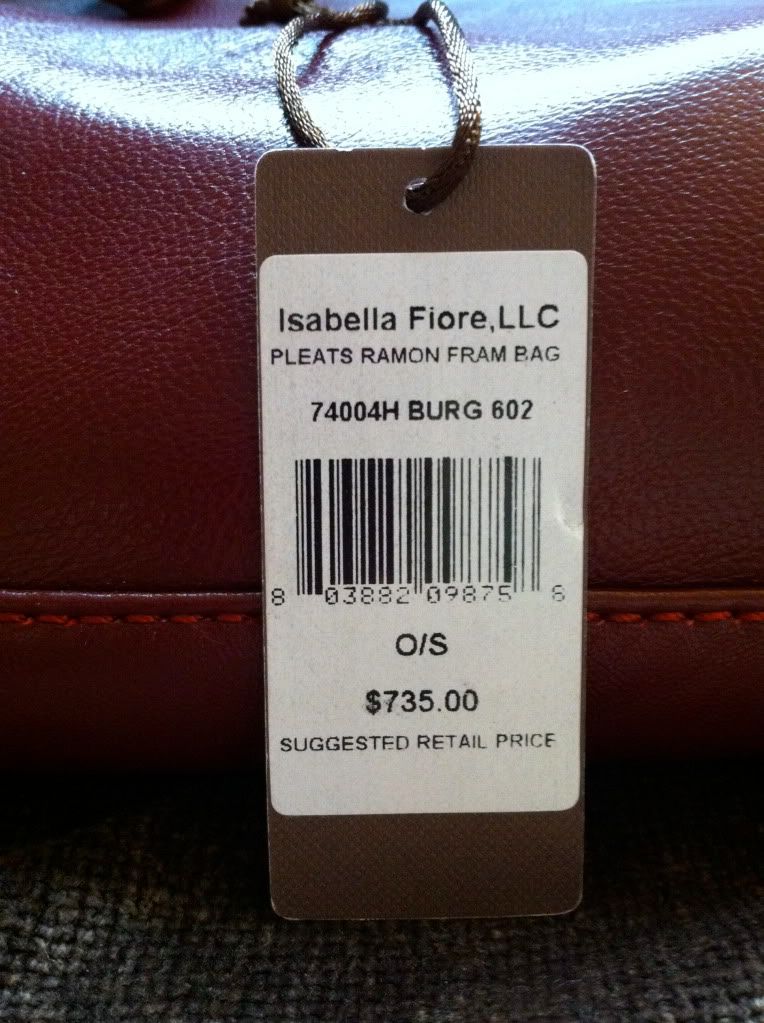 Isabella Fiore,LLC
PLEATS RAMON FRAM BAG
74004H BURG 602
8 03882 09875 6
O/S
$735.00
SUGGESTED RETAIL PRICE